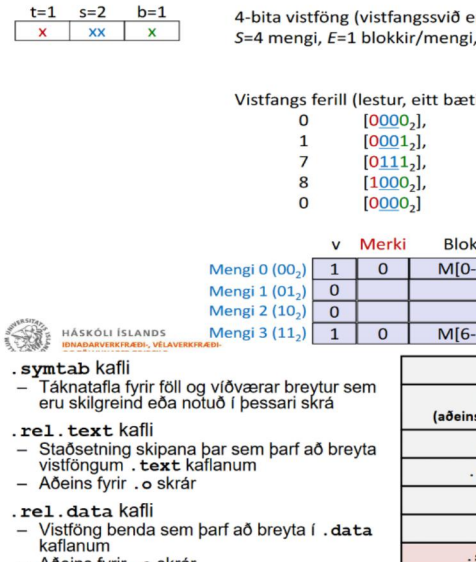 t=1 s=2 b=1
x xx x
4-bita vistföng (vistfangssvið e
S=4 mengi, E=1 blokkir/mengi,
Vistfangs ferill (lestur, eitt bæt
0 [0000₂],
1 [0001₂],
7 [0111₂],
8 [1000₂],
0 [0000₂]
v Merki Blok
Mengi 0 (00₂) 1 0 M[0-
Mengi 1 (01₂) 0
Mengi 2 (10₂) 0
Mengi 3 (11₂) 1 0 M[6-
HÁSKÓLI ÍSLANDS
IÐNAÐARVERKFRÆÐI-, VÉLAVERKFRÆÐI-
.symtab kafli
– Táknatafla fyrir föll og víðværar breytur sem
eru skilgreind eða notuð í þessari skrá
.rel.text kafli
– Staðsetning skipana þar sem þarf að breyta
vistföngum .text kaflanum
– Aðeins fyrir .o skrár
.rel.data kafli
– Vistföng benda sem þarf að breyta í .data
kaflanum
– Aðeins fyrir .o skrár
(aðeins